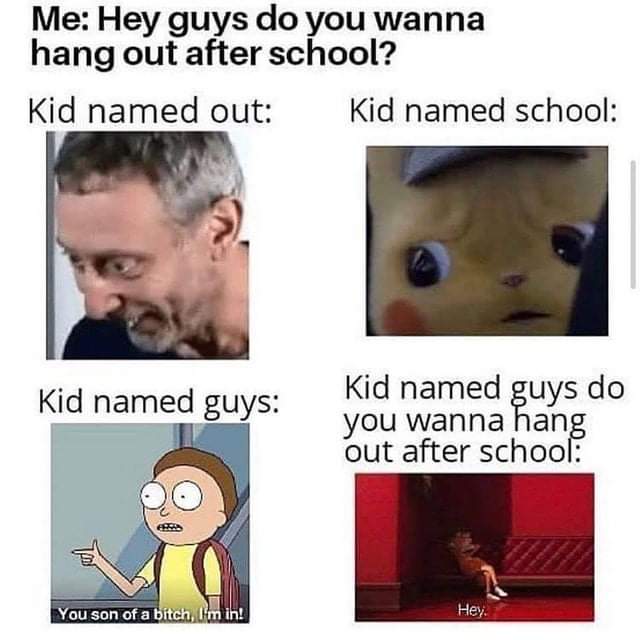 Me: Hey guys do you wanna
hang out after school?
Kid named out:
Kid named school:
Kid named guys:
You son of a bitch, I'm in!
Kid named guys do
you wanna hang
out after school:
Hey.